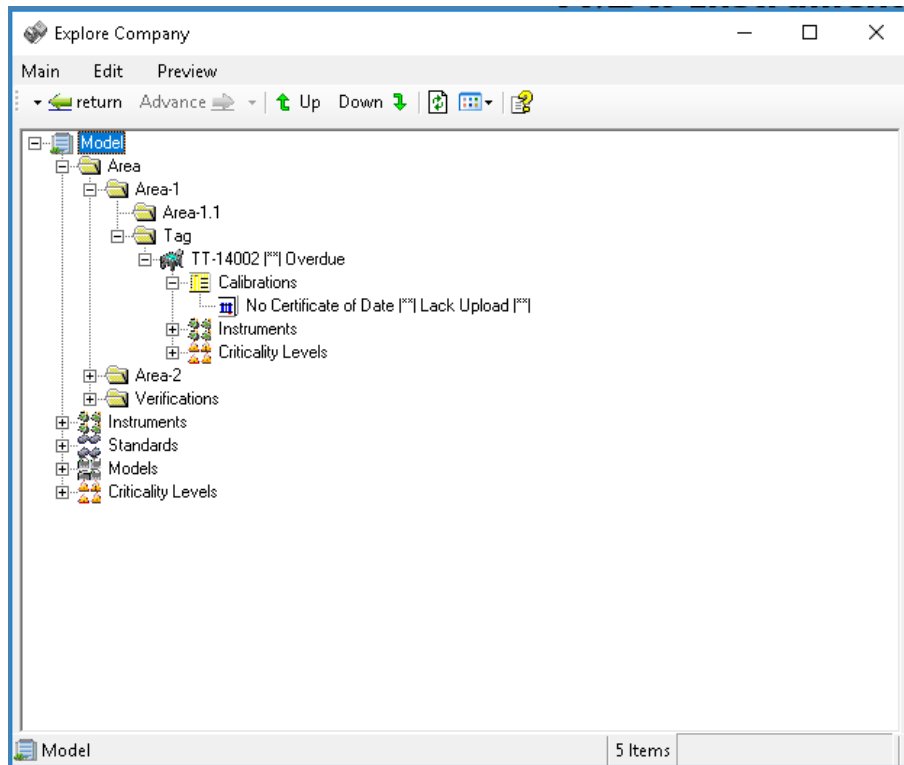 Explore Company
Main Edit Preview
return Advance Up Down
Model
Area
Area-1
Area-1.1
Tag
TT-14002 |""| Overdue
Calibrations
No Certificate of Date |""| Lack Upload |""|
Instruments
Criticality Levels
Area-2
Verifications
Instruments
Standards
Models
Criticality Levels
Model 5 Items